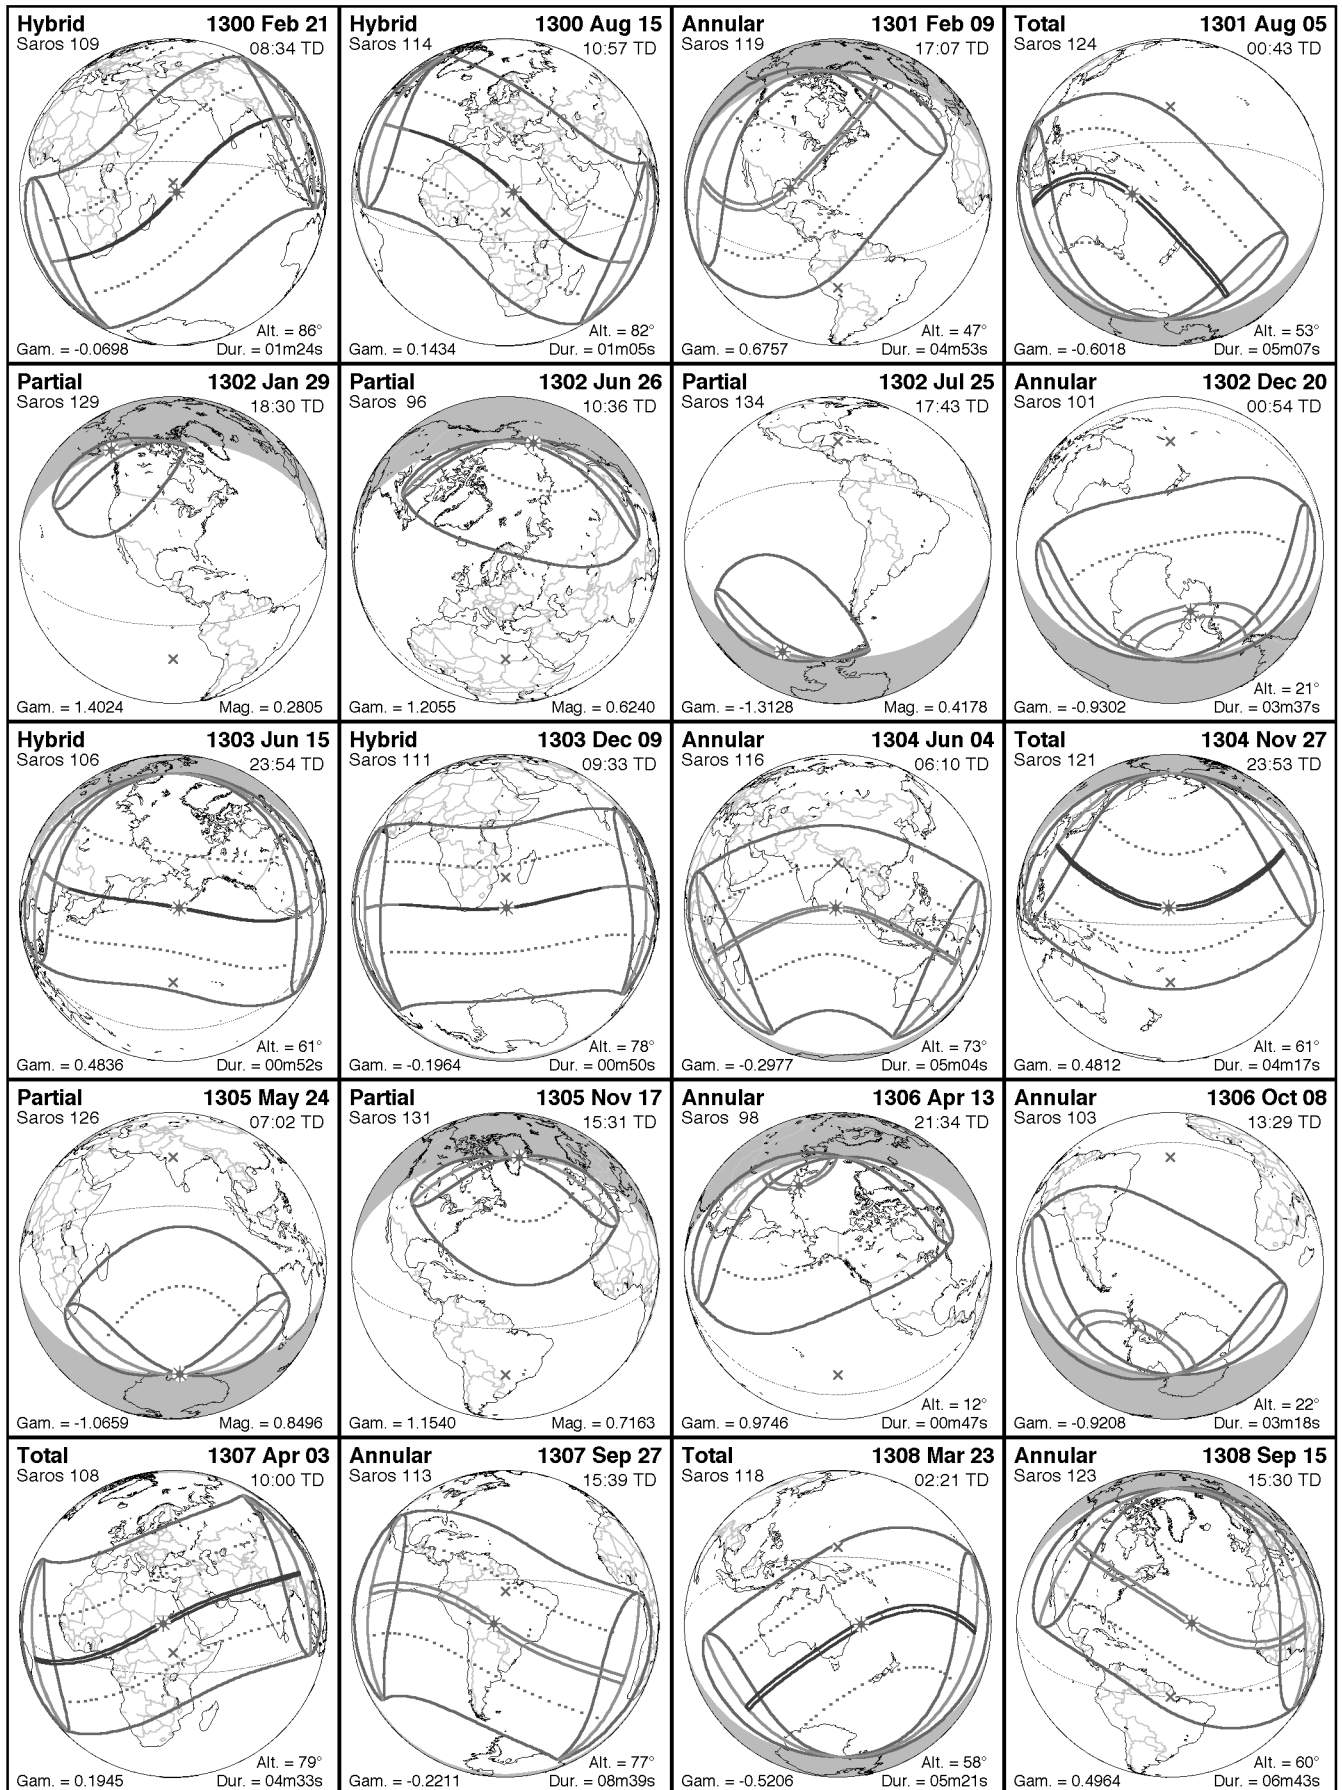 Hybrid 1300 Feb 21
Saros 109 08:34 TD
Alt. = 86°
Gam. = -0.0698 Dur. = 01m24s
Hybrid 1300 Aug 15
Saros 114 10:57 TD
Alt. = 82°
Gam. = 0.1434 Dur. = 01m05s
Annular 1301 Feb 09
Saros 119 17:07 TD
Alt. = 47°
Gam. = 0.6757 Dur. = 04m53s
Total 1301 Aug 05
Saros 124 00:43 TD
Alt. = 53°
Gam. = -0.6018 Dur. = 05m07s
Partial 1302 Jan 29
Saros 129 18:30 TD
Gam. = 1.4024 Mag. = 0.2805
Partial 1302 Jun 26
Saros 96 10:36 TD
Gam. = 1.2055 Mag. = 0.6240
Partial 1302 Jul 25
Saros 134 17:43 TD
Gam. = -1.3128 Mag. = 0.4178
Annular 1302 Dec 20
Saros 101 00:54 TD
Alt. = 21°
Gam. = -0.9302 Dur. = 03m37s
Hybrid 1303 Jun 15
Saros 106 23:54 TD
Alt. = 61°
Gam. = 0.4836 Dur. = 00m52s
Hybrid 1303 Dec 09
Saros 111 09:33 TD
Alt. = 78°
Gam. = -0.1964 Dur. = 00m50s
Annular 1304 Jun 04
Saros 116 06:10 TD
Alt. = 73°
Gam. = -0.2977 Dur. = 05m04s
Total 1304 Nov 27
Saros 121 23:53 TD
Alt. = 61°
Gam. = 0.4812 Dur. = 04m17s
Partial 1305 May 24
Saros 126 07:02 TD
Gam. = -1.0659 Mag. = 0.8496
Partial 1305 Nov 17
Saros 131 15:31 TD
Gam. = 1.1540 Mag. = 0.7163
Annular 1306 Apr 13
Saros 98 21:34 TD
Alt. = 12°
Gam. = 0.9746 Dur. = 00m47s
Annular 1306 Oct 08
Saros 103 13:29 TD
Alt. = 22°
Gam. = -0.9208 Dur. = 03m18s
Total 1307 Apr 03
Saros 108 10:00 TD
Alt. = 79°
Gam. = 0.1945 Dur. = 04m33s
Annular 1307 Sep 27
Saros 113 15:39 TD
Alt. = 77°
Gam. = -0.2211 Dur. = 08m39s
Total 1308 Mar 23
Saros 118 02:21 TD
Alt. = 58°
Gam. = -0.5206 Dur. = 05m21s
Annular 1308 Sep 15
Saros 123 15:30 TD
Alt. = 60°
Gam. = 0.4964 Dur. = 06m43s